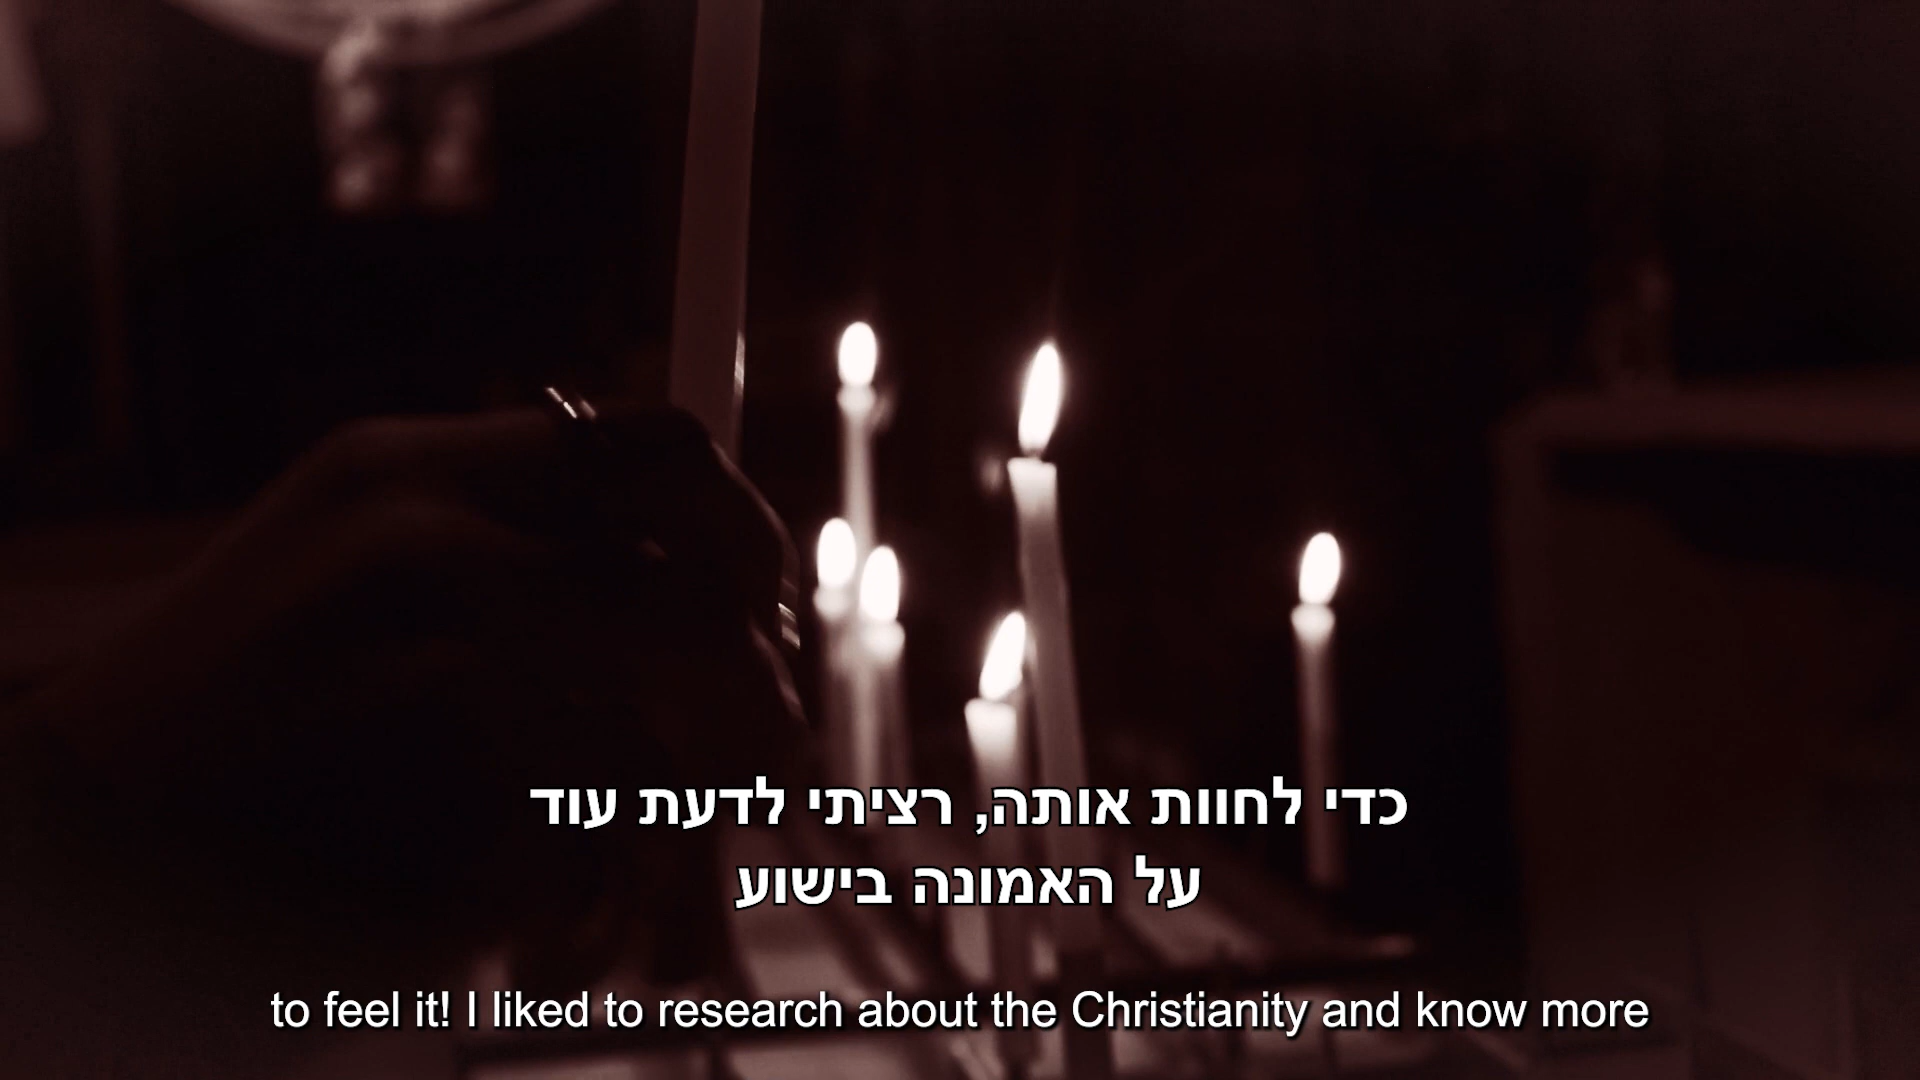 כדי לחוות אותה, רציתי לדעת עוד
על האמונה בישוע
to feel it! I liked to research about the Christianity and know more